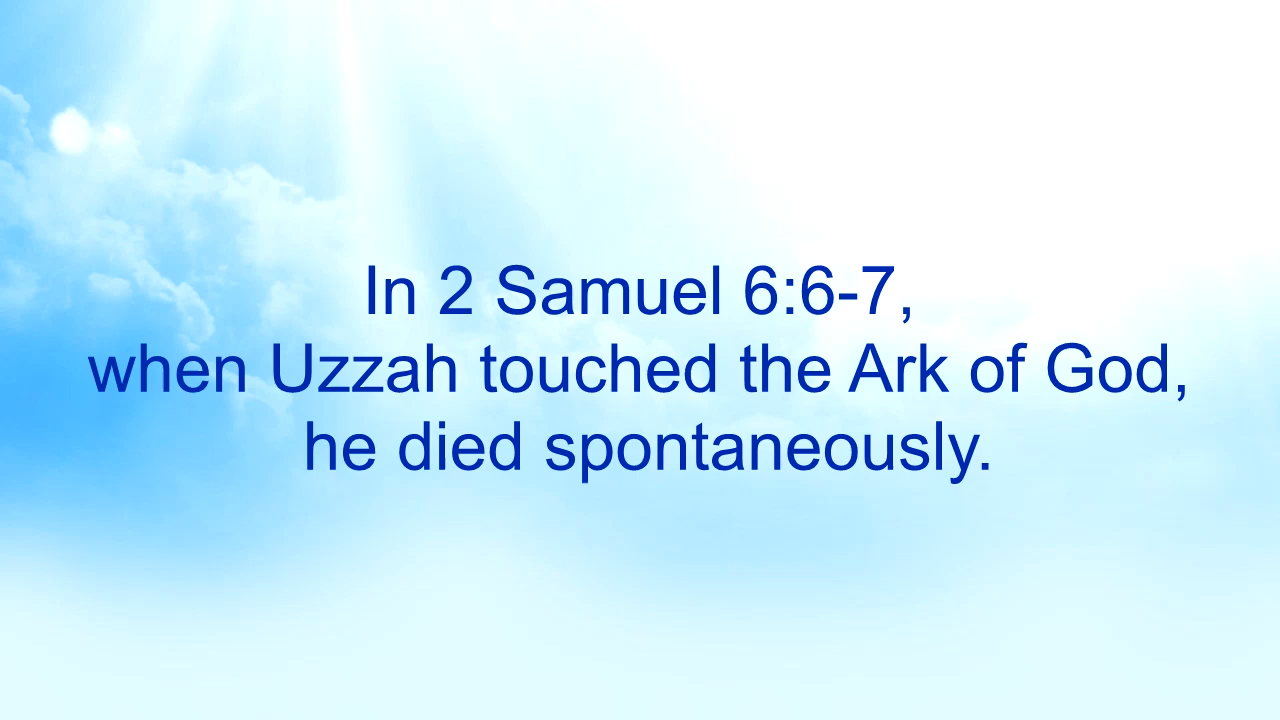 In 2 Samuel 6:6-7,
when Uzzah touched the Ark of God,
he died spontaneously.